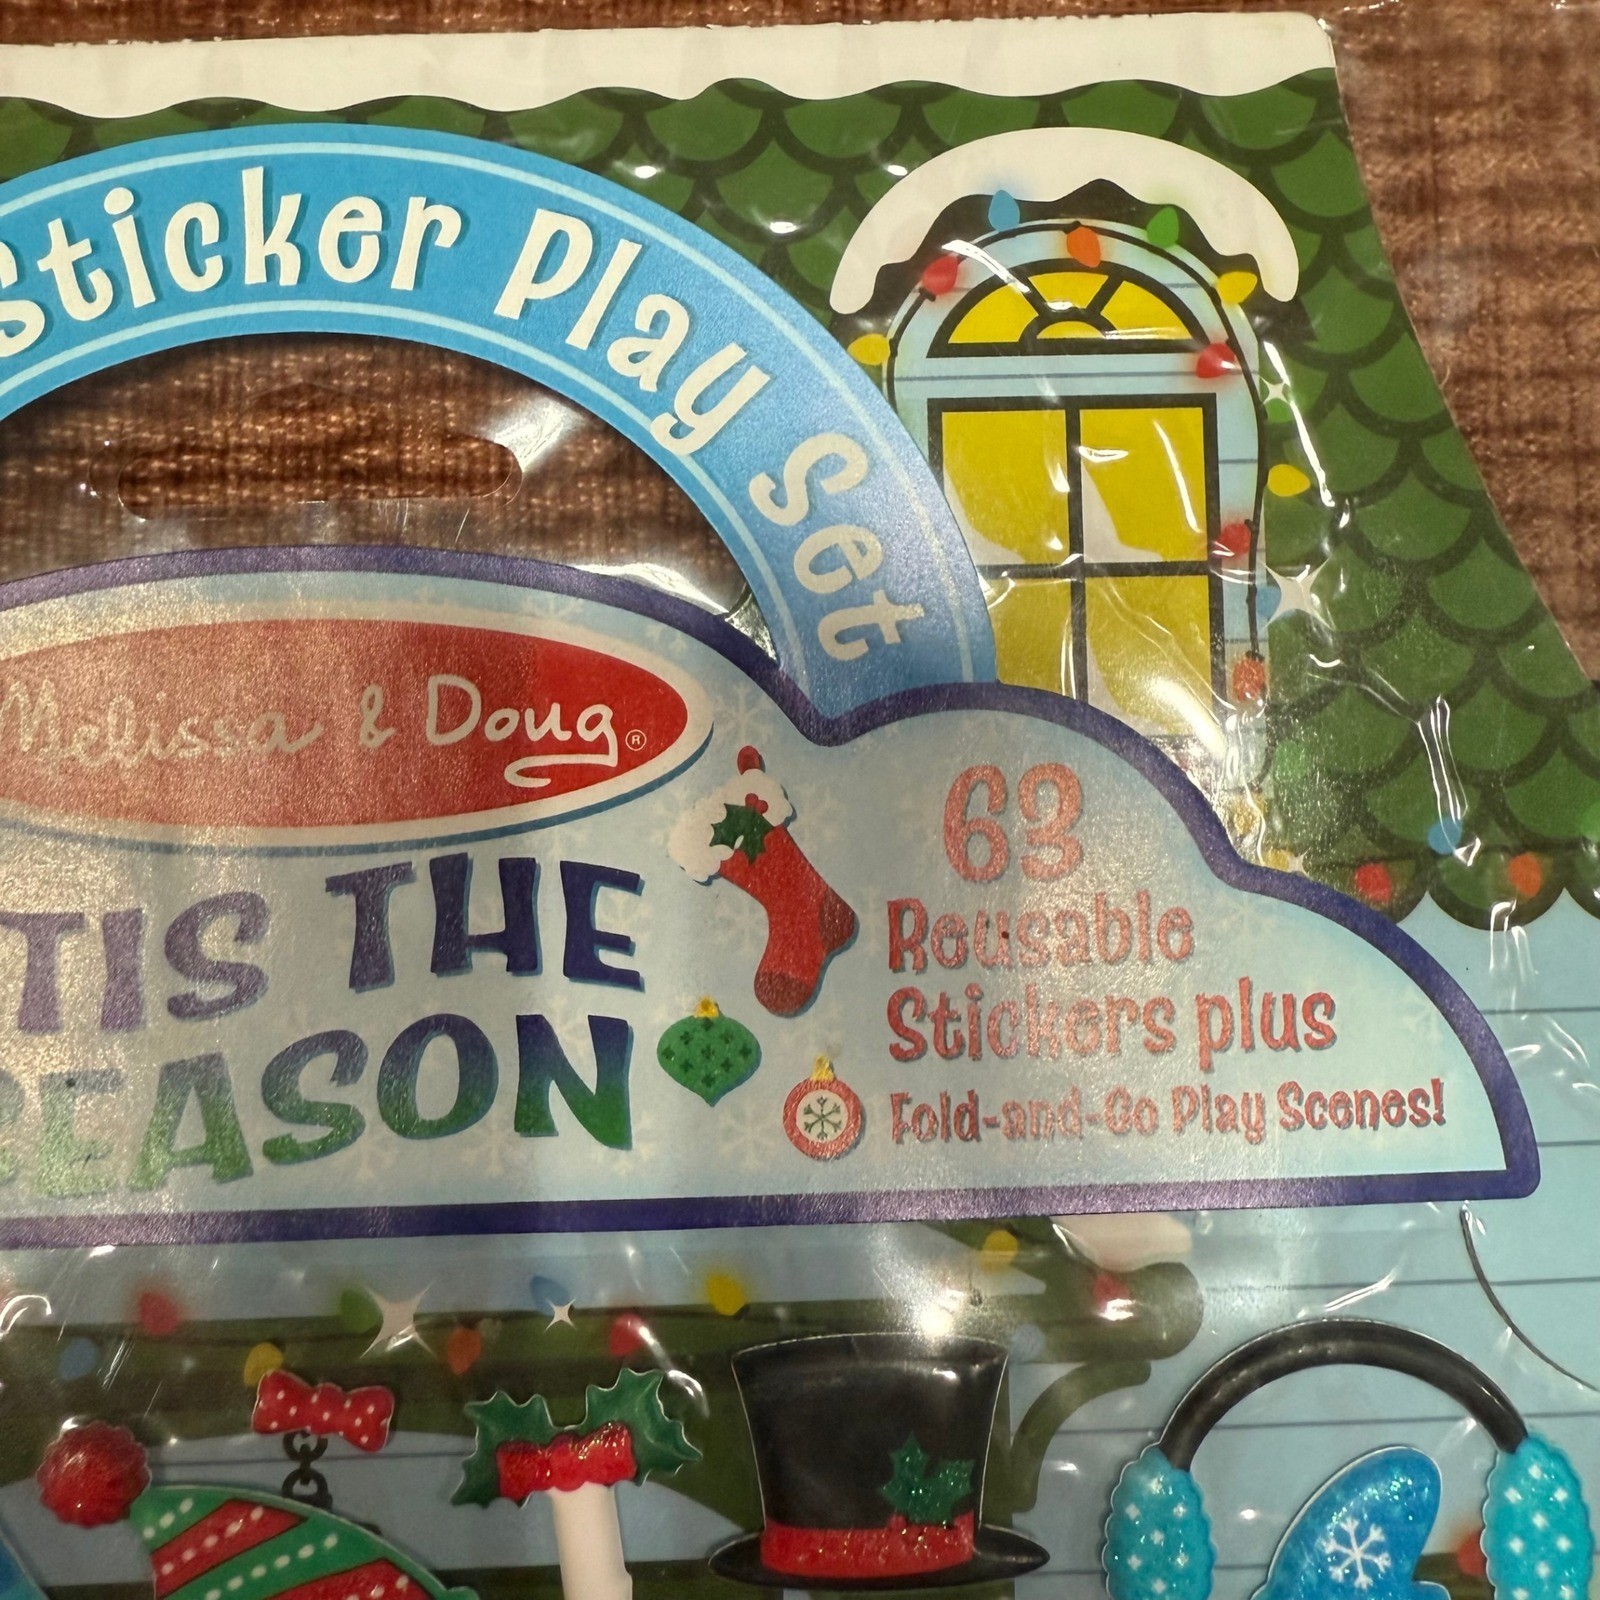 Sticker Play Set
Melissa & Doug®
'TIS THE
SEASON
63
Reusable
Stickers plus
Fold-and-Go Play Scenes!